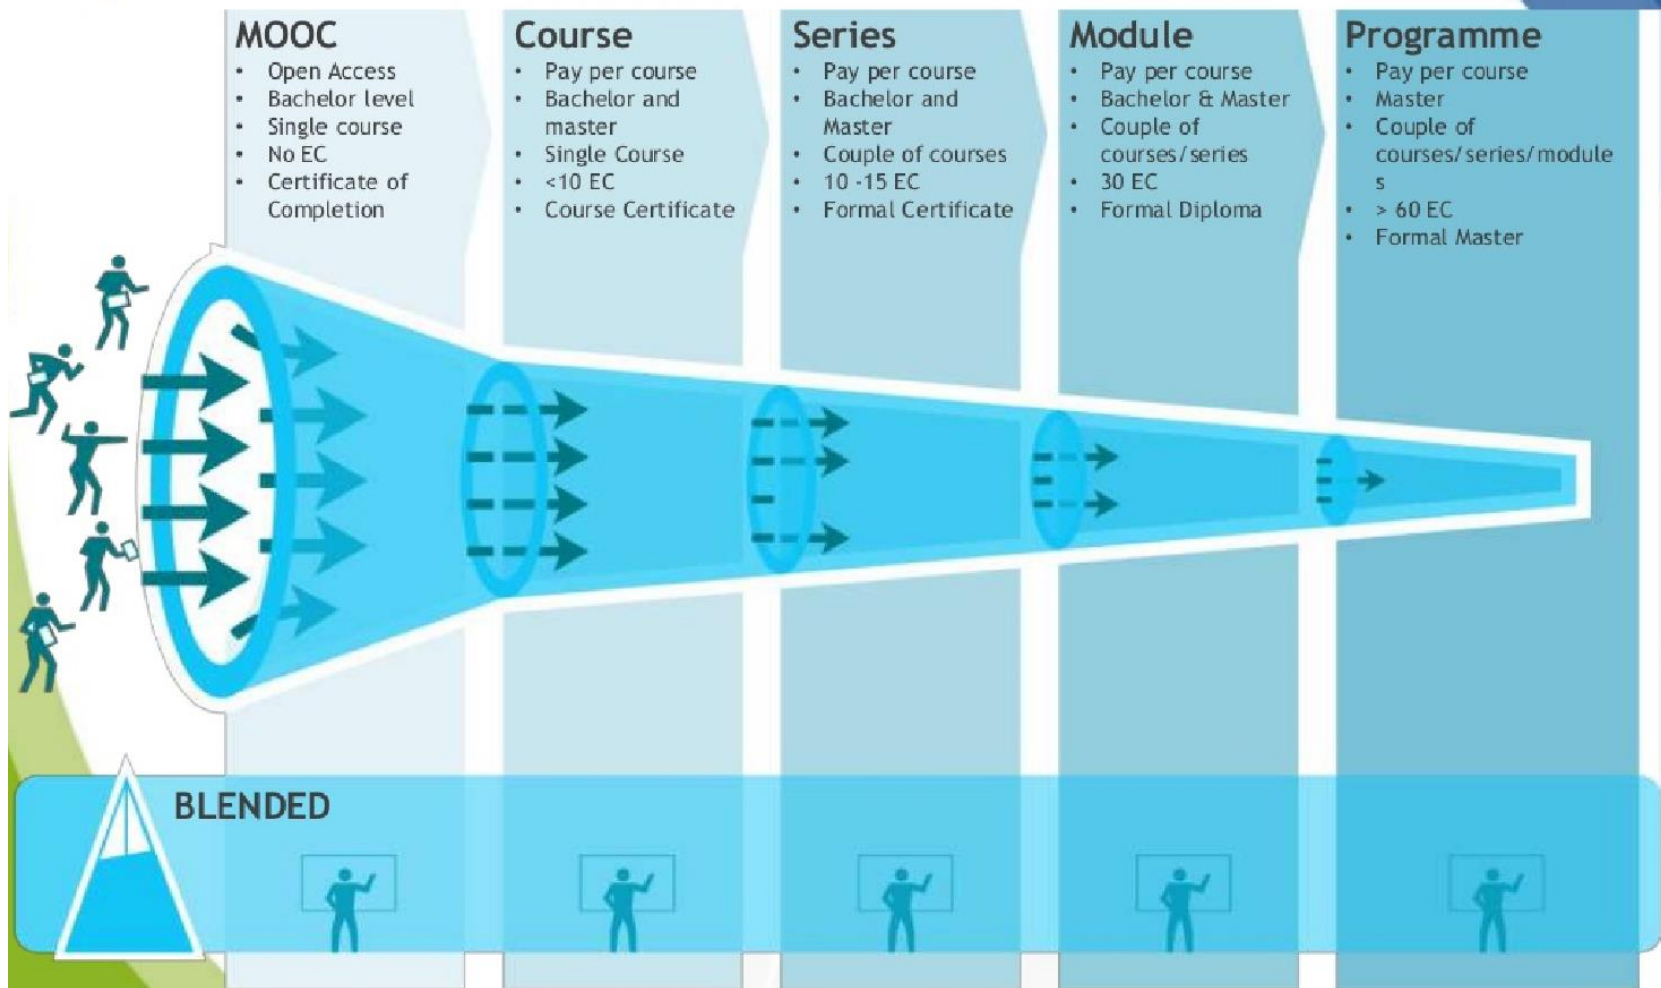 MOOC
• Open Access
• Bachelor level
• Single course
• No EC
• Certificate of
Completion
Course
• Pay per course
• Bachelor and
master
• Single Course
• <10 EC
• Course Certificate
Series
• Pay per course
• Bachelor and
Master
• Couple of courses
• 10 -15 EC
• Formal Certificate
Module
• Pay per course
• Bachelor & Master
• Couple of
courses/series
• 30 EC
• Formal Diploma
Programme
• Pay per course
• Master
• Couple of
courses/series/module
s
• > 60 EC
• Formal Master
BLENDED